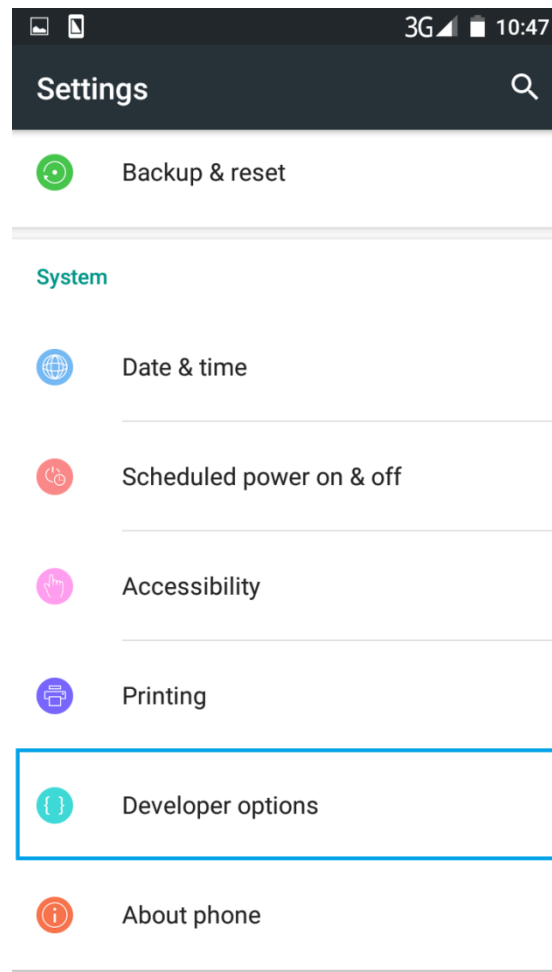 3G 10:47
Settings
Backup & reset
System
Date & time
Scheduled power on & off
Accessibility
Printing
{ } Developer options
About phone